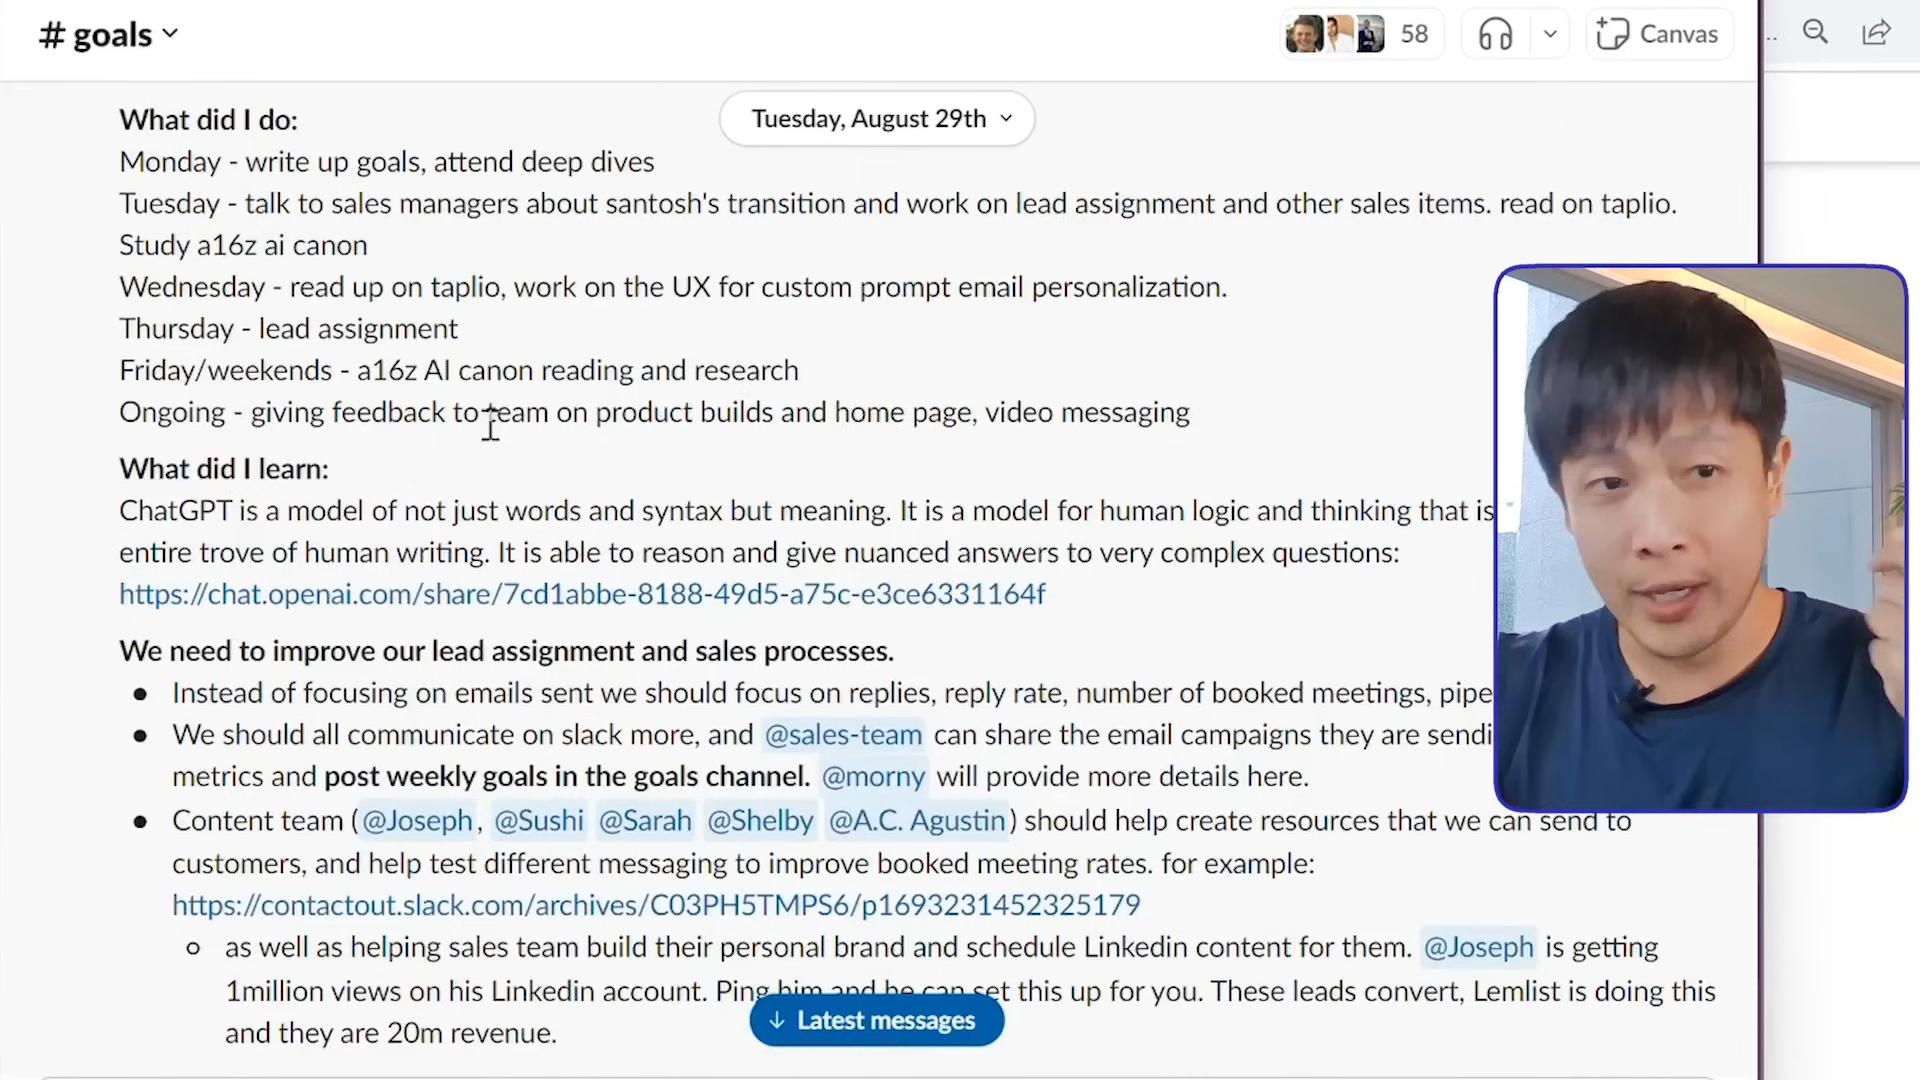 # goals
58
Canvas
Tuesday, August 29th
What did I do:
Monday - write up goals, attend deep dives
Tuesday - talk to sales managers about santosh's transition and work on lead assignment and other sales items. read on taplio.
Study a16z ai canon
Wednesday - read up on taplio, work on the UX for custom prompt email personalization.
Thursday - lead assignment
Friday/weekends - a16z AI canon reading and research
Ongoing - giving feedback to team on product builds and home page, video messaging
What did I learn:
ChatGPT is a model of not just words and syntax but meaning. It is a model for human logic and thinking that is
entire trove of human writing. It is able to reason and give nuanced answers to very complex questions:
https://chat.openai.com/share/7cd1abbe-8188-49d5-a75c-e3ce6331164f
We need to improve our lead assignment and sales processes.
● Instead of focusing on emails sent we should focus on replies, reply rate, number of booked meetings, pipe
● We should all communicate on slack more, and @sales-team can share the email campaigns they are sendi
metrics and post weekly goals in the goals channel. @morny will provide more details here.
● Content team (@Joseph, @Sushi @Sarah @Shelby @A.C. Agustin) should help create resources that we can send to
customers, and help test different messaging to improve booked meeting rates. for example:
https://contactout.slack.com/archives/C03PH5TMPS6/p1693231452325179
○ as well as helping sales team build their personal brand and schedule Linkedin content for them. @Joseph is getting
1million views on his Linkedin account. Ping him and he can set this up for you. These leads convert, Lemlist is doing this
and they are 20m revenue.
↓ Latest messages